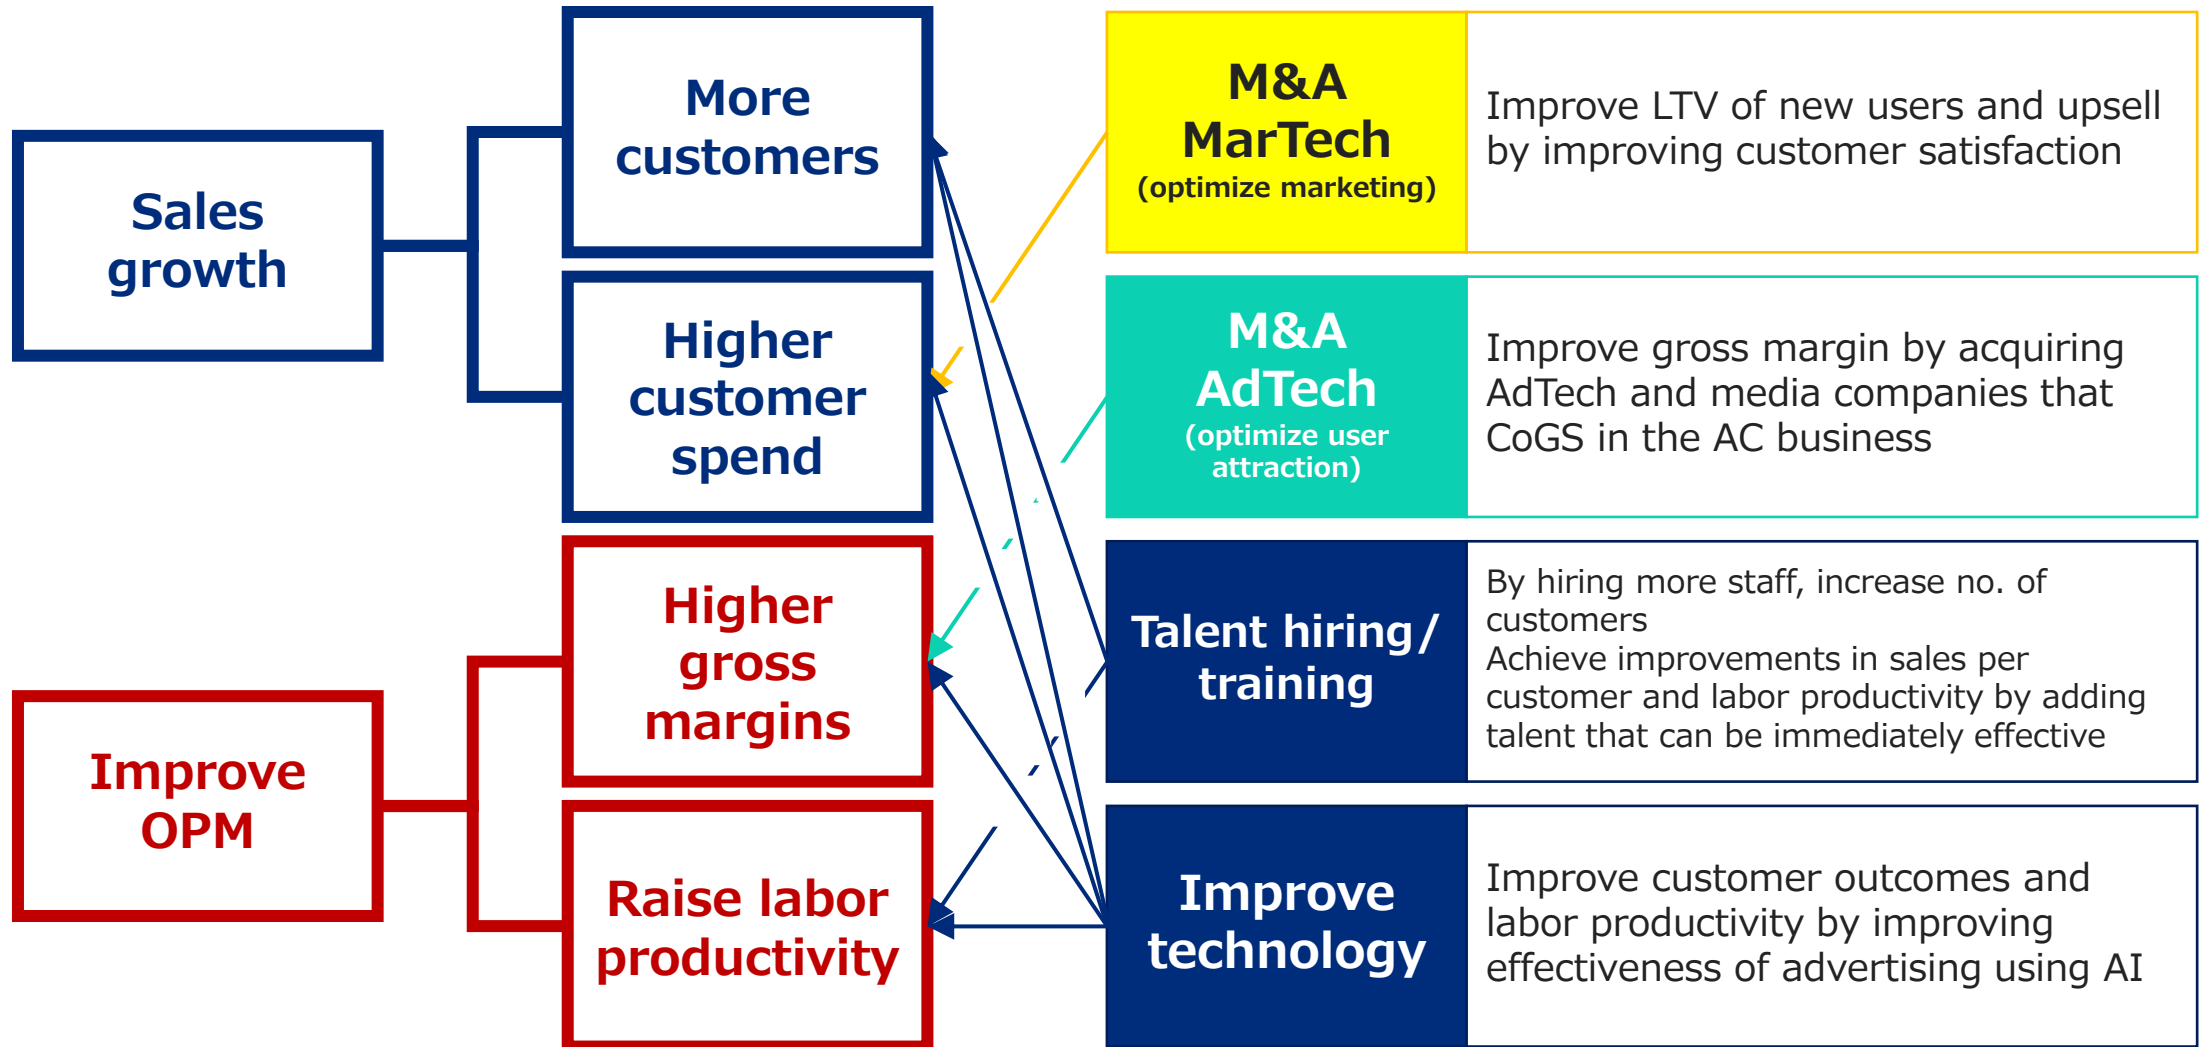 Sales
growth
More
customers
Higher
customer
spend
Improve
OPM
Higher
gross
margins
Raise labor
productivity
M&A
MarTech
(optimize marketing)
Improve LTV of new users and upsell
by improving customer satisfaction
M&A
AdTech
(optimize user
attraction)
Improve gross margin by acquiring
AdTech and media companies that
CoGS in the AC business
Talent hiring/
training
By hiring more staff, increase no. of
customers
Achieve improvements in sales per
customer and labor productivity by adding
talent that can be immediately effective
Improve
technology
Improve customer outcomes and
labor productivity by improving
effectiveness of advertising using AI